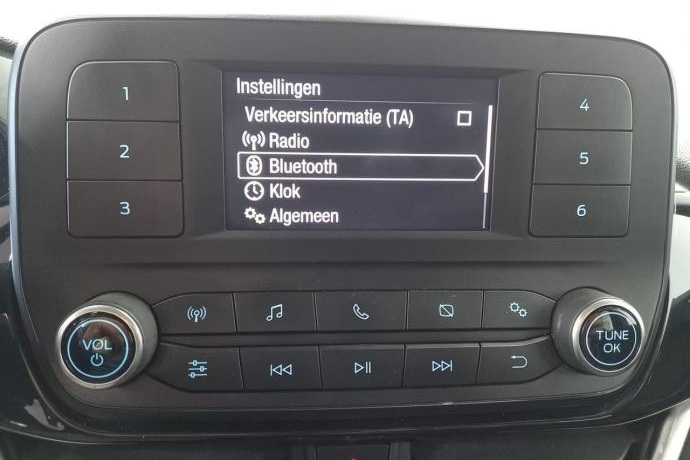 Instellingen
Verkeersinformatie (TA)
Radio
Bluetooth
Klok
Algemeen
1
2
3
4
5
6
VOL
TUNE
OK